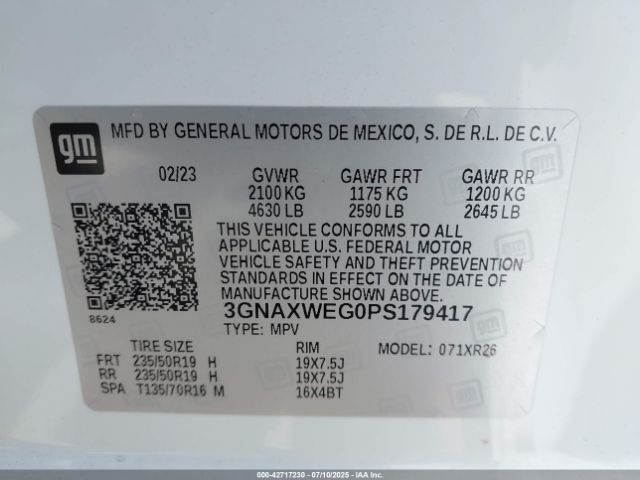 gm MFD BY GENERAL MOTORS DE MEXICO, S. DE R.L. DE C.V.
02/23 GVWR GAWR FRT GAWR RR
2100 KG 1175 KG 1200 KG
4630 LB 2590 LB 2645 LB
THIS VEHICLE CONFORMS TO ALL
APPLICABLE U.S. FEDERAL MOTOR
VEHICLE SAFETY AND THEFT PREVENTION
STANDARDS IN EFFECT ON THE DATE OF
MANUFACTURE SHOWN ABOVE.
8624
3GNAXWEG0PS179417
TYPE: MPV
TIRE SIZE RIM MODEL: 071XR26
FRT 235/50R19 H 19X7.5J
RR 235/50R19 H 19X7.5J
SPA T135/70R16 M 16X4BT
000-42717230 - 07/10/2025 - IAAI.COM